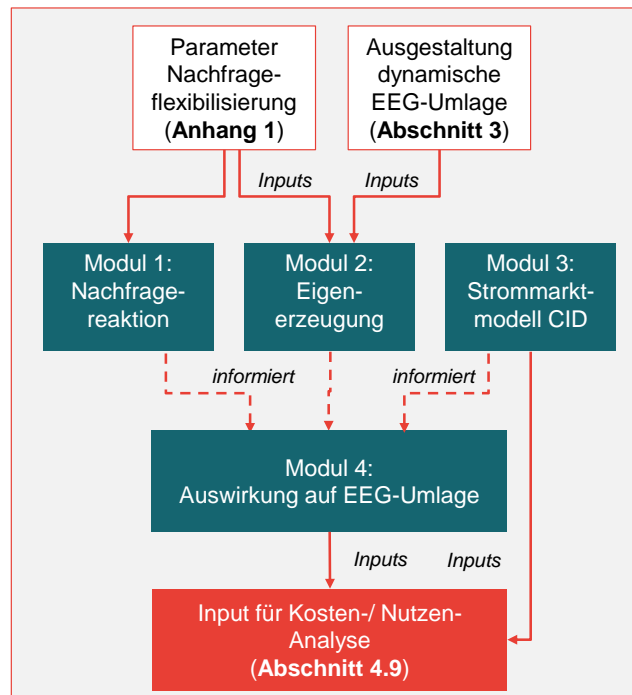 Parameter
Nachfrage-
flexibilisierung
(Anhang 1)
Ausgestaltung
dynamische
EEG-Umlage
(Abschnitt 3)
Inputs
Inputs
Modul 1:
Nachfrage-
reaktion
Modul 2:
Eigen-
erzeugung
Modul 3:
Strommarkt-
modell CID
informiert
informiert
Modul 4:
Auswirkung auf EEG-Umlage
Inputs
Inputs
Input für Kosten-/ Nutzen-
Analyse
(Abschnitt 4.9)